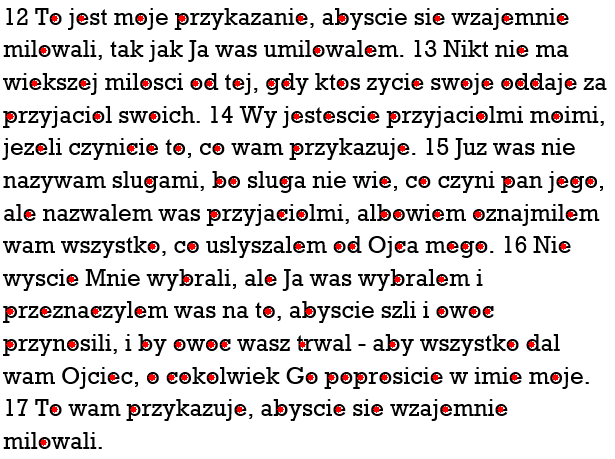 12 To jest moje przykazanie, abyscie sie wzajemnie
milowali, tak jak Ja was umilowalem. 13 Nikt nie ma
wiekszej milosci od tej, gdy ktos zycie swoje oddaje za
przyjaciol swoich. 14 Wy jestescie przyjaciolmi moimi,
jezeli czynicie to, co wam przykazuje. 15 Juz was nie
nazywam slugami, bo sluga nie wie, co czyni pan jego,
ale nazwalem was przyjaciolmi, albowiem oznajmilem
wam wszystko, co uslyszalem od Ojca mego. 16 Nie
wyscie Mnie wybrali, ale Ja was wybralem i
przeznaczylem was na to, abyscie szli i owoc
przynosili, i by owoc wasz trwal - aby wszystko dal
wam Ojciec, o cokolwiek Go poprosicie w imie moje.
17 To wam przykazuje, abyscie sie wzajemnie
milowali.